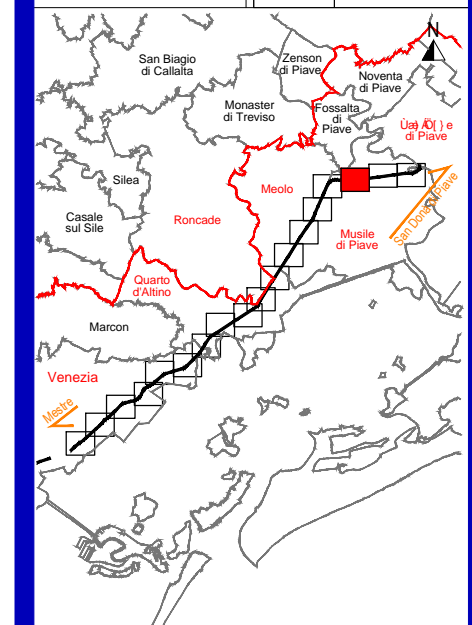 N
San Biagio
di Callalta
Zenson
di Piave
Noventa
di Piave
Monaster
di Treviso
Fossalta
di
Piave
di Piave
Silea
Meolo
Casale
sul Sile
Roncade
Musile
di Piave
San Donà di Piave
Quarto
d'Altino
Marcon
Venezia
Mestre